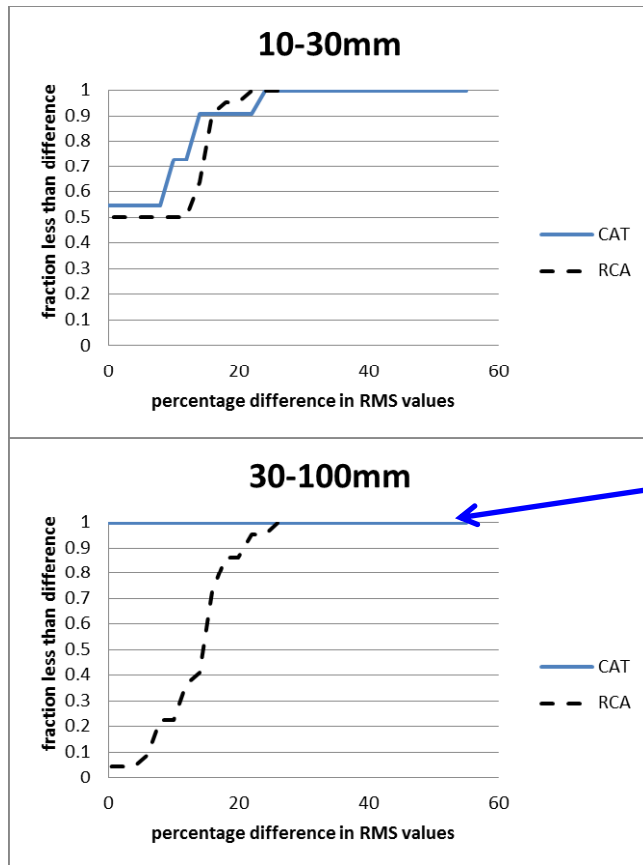 10-30mm
fraction less than difference
1
0.9
0.8
0.7
0.6
0.5
0.4
0.3
0.2
0.1
0
0 20 40 60
percentage difference in RMS values
CAT
RCA
30-100mm
fraction less than difference
1
0.9
0.8
0.7
0.6
0.5
0.4
0.3
0.2
0.1
0
0 20 40 60
percentage difference in RMS values
CAT
RCA